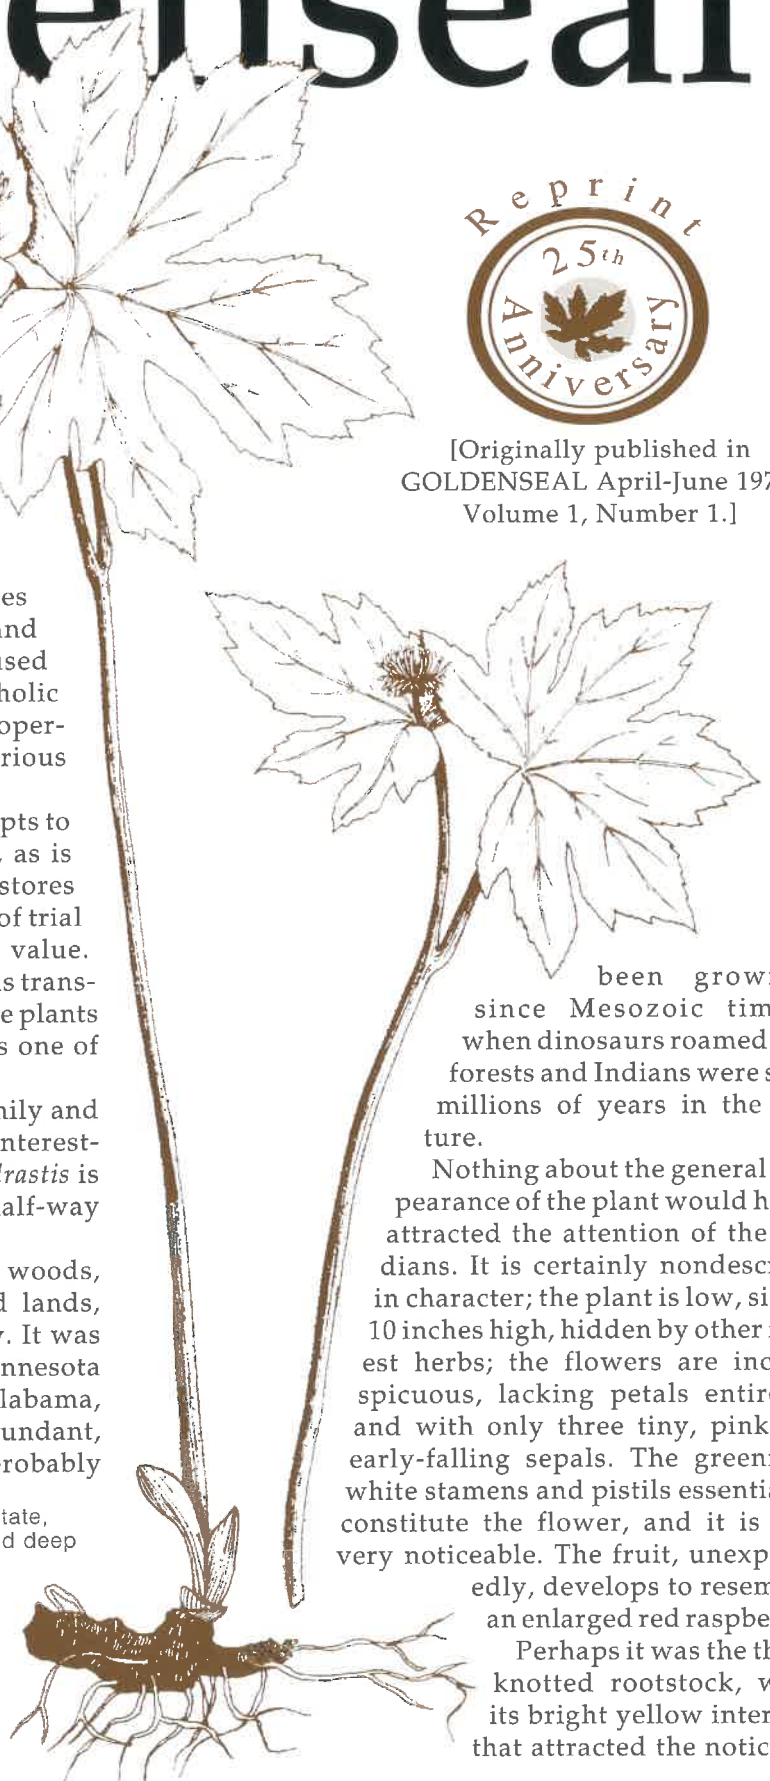 enseal
Reprint
25th
Anniversary
[Originally published in
GOLDENSEAL April-June 197
Volume 1, Number 1.]
es
and
used
holic
oper-
rious
pts to
, as is
stores
of trial
value.
s trans-
e plants
s one of
nily and
nterest-
drastis is
half-way
woods,
d lands,
y. It was
nnesota
labama,
undant,
robably
tate,
d deep
been grow
since Mesozoic tim
when dinosaurs roamed
forests and Indians were s
millions of years in the
ture.
Nothing about the general
pearance of the plant would h
attracted the attention of the
dians. It is certainly nondesc
in character; the plant is low, si
10 inches high, hidden by other
est herbs; the flowers are inc
spicuous, lacking petals entir
and with only three tiny, pink
early-falling sepals. The green
white stamens and pistils essentia
constitute the flower, and it is
very noticeable. The fruit, unexp
edly, develops to resem
an enlarged red raspbe
Perhaps it was the th
knotted rootstock, w
its bright yellow inter
that attracted the notic